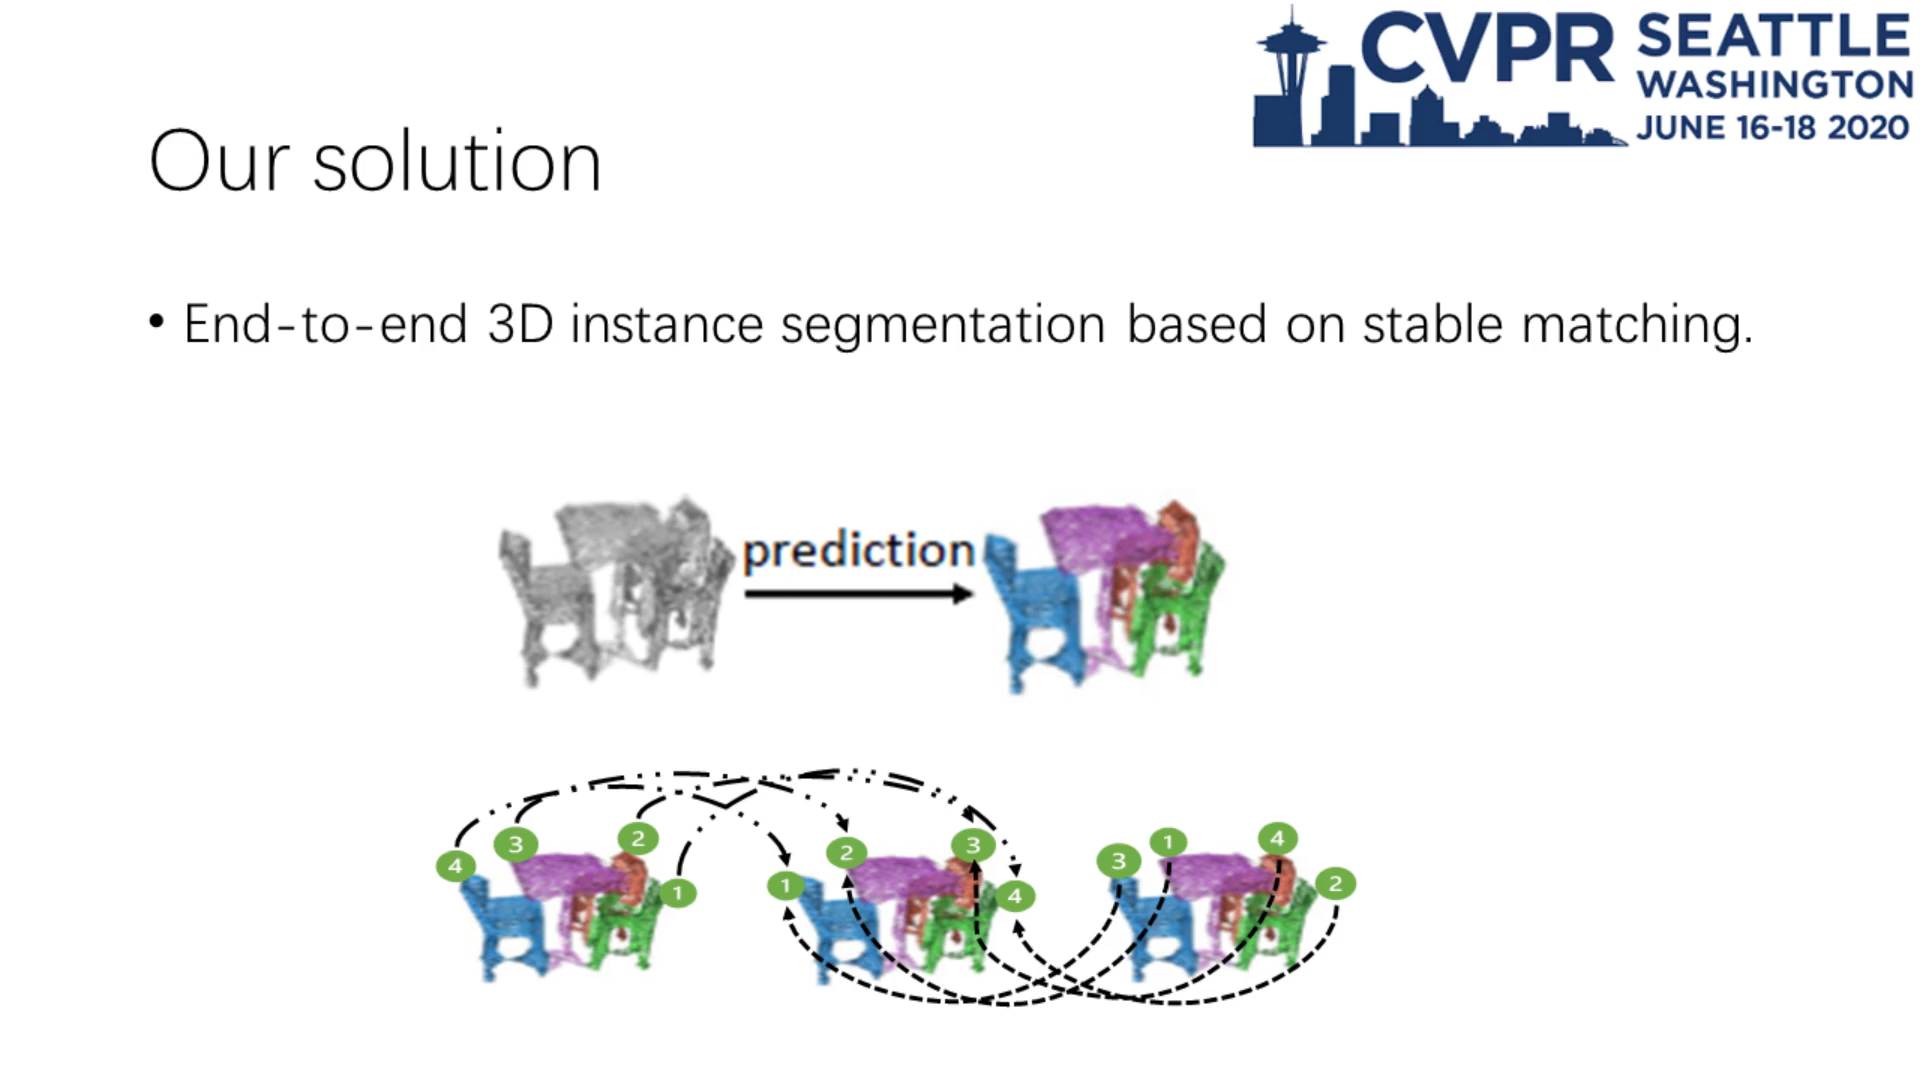 CVPR SEATTLE
WASHINGTON
JUNE 16-18 2020
Our solution
• End-to-end 3D instance segmentation based on stable matching.
prediction
4 3 2 1
1 2 3 4
3 1 4 2